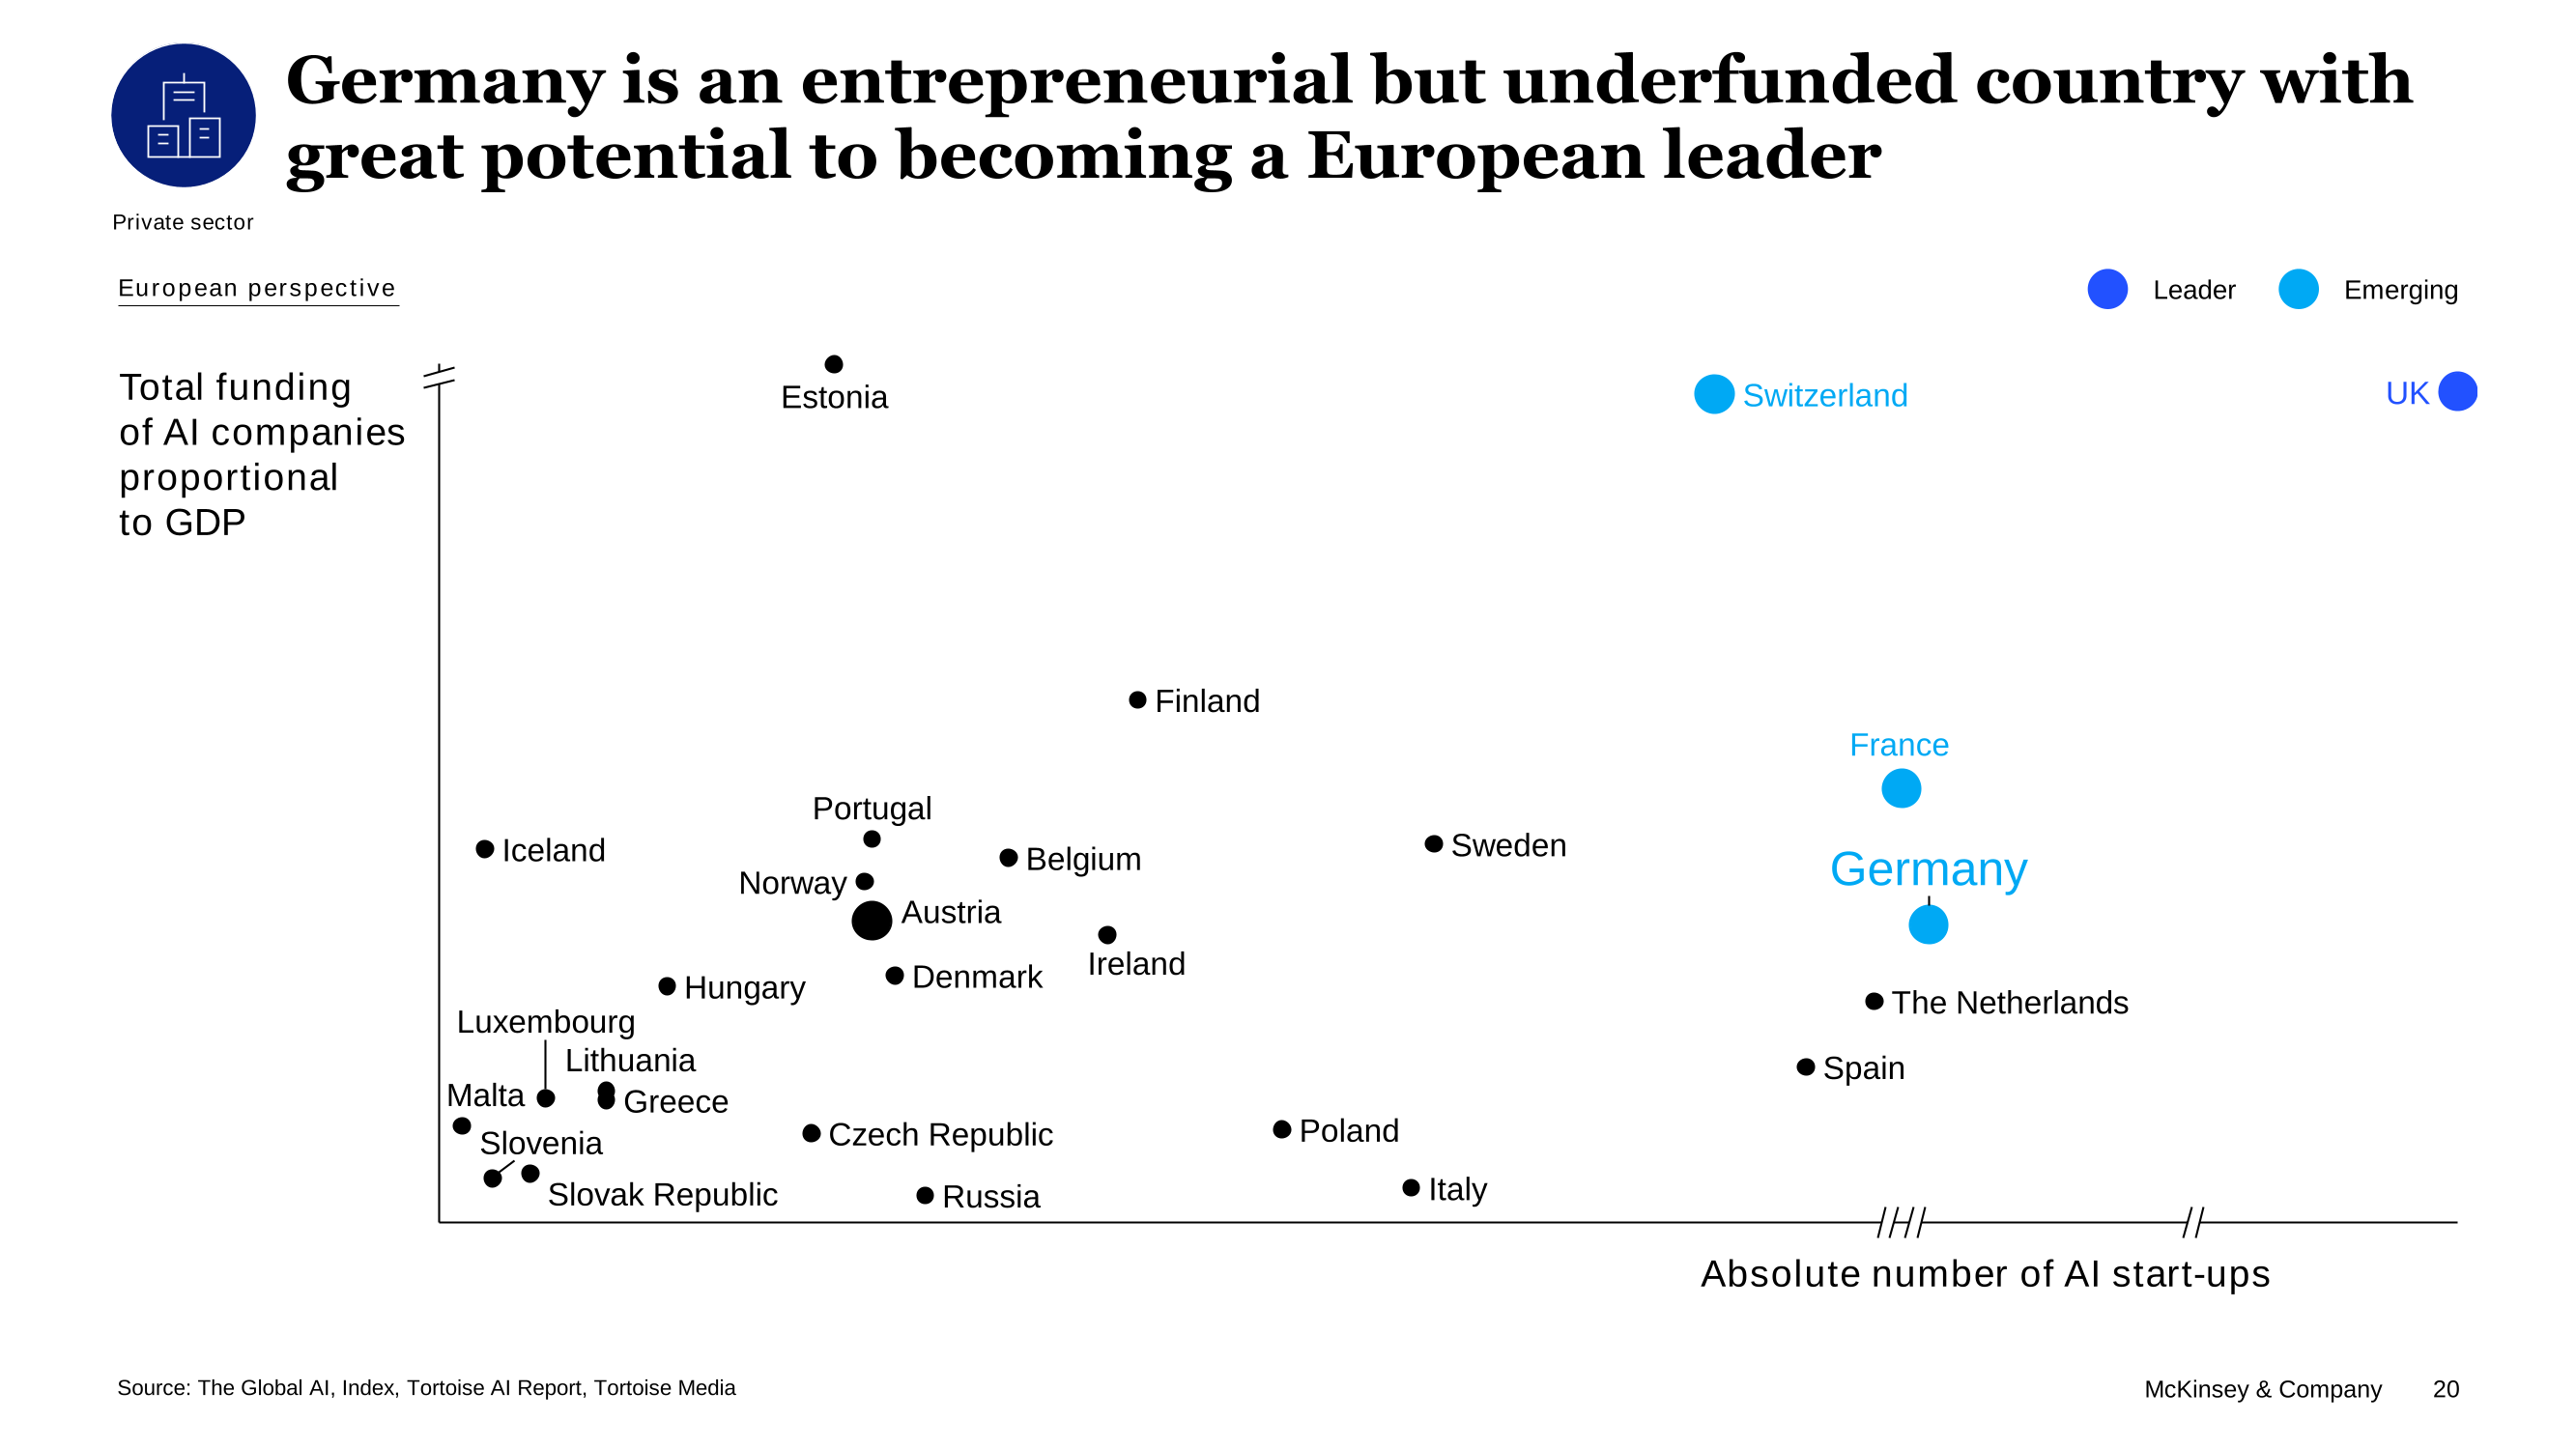 Germany is an entrepreneurial but underfunded country with
great potential to becoming a European leader
Private sector
European perspective
Leader
Emerging
Total funding
of AI companies
proportional
to GDP
Estonia
Switzerland
UK
Finland
France
Portugal
Iceland
Belgium
Sweden
Germany
Norway
Austria
Ireland
Denmark
Hungary
The Netherlands
Luxembourg
Lithuania
Spain
Malta
Greece
Slovenia
Czech Republic
Poland
Slovak Republic
Russia
Italy
Absolute number of AI start-ups
Source: The Global AI, Index, Tortoise AI Report, Tortoise Media
McKinsey & Company
20